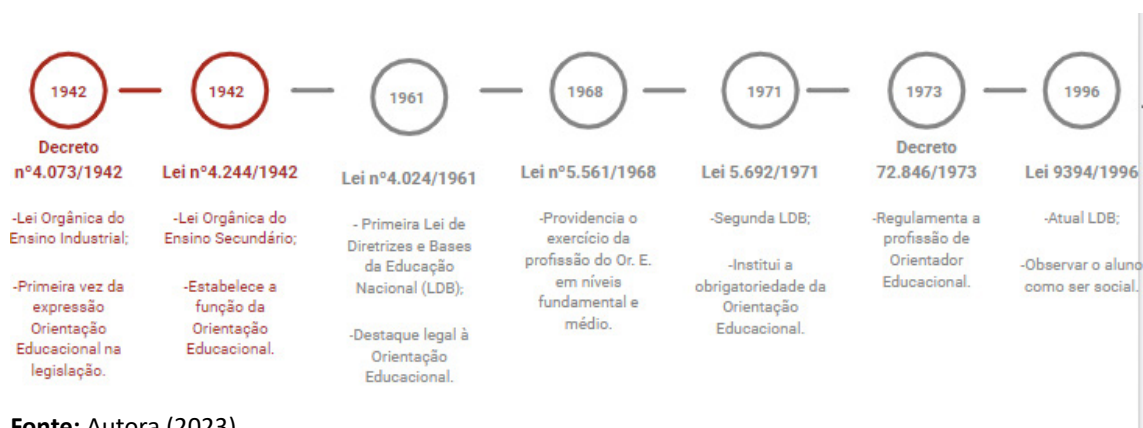 1942
Decreto
nº4.073/1942
-Lei Orgânica do
Ensino Industrial;
-Primeira vez da
expressão
Orientação
Educacional na
legislação.
1942
Lei nº4.244/1942
-Lei Orgânica do
Ensino Secundário;
-Estabelece a
função da
Orientação
Educacional.
1961
Lei nº4.024/1961
- Primeira Lei de
Diretrizes e Bases
da Educação
Nacional (LDB);
-Destaque legal à
Orientação
Educacional.
1968
Lei nº5.561/1968
-Providencia o
exercício da
profissão do Or. E.
em níveis
fundamental e
médio.
1971
Lei 5.692/1971
-Segunda LDB;
-Institui a
obrigatoriedade da
Orientação
Educacional.
1973
Decreto
72.846/1973
-Regulamenta a
profissão de
Orientador
Educacional.
1996
Lei 9394/1996
-Atual LDB;
-Observar o aluno
como ser social.
Fonte: Autora (2023)